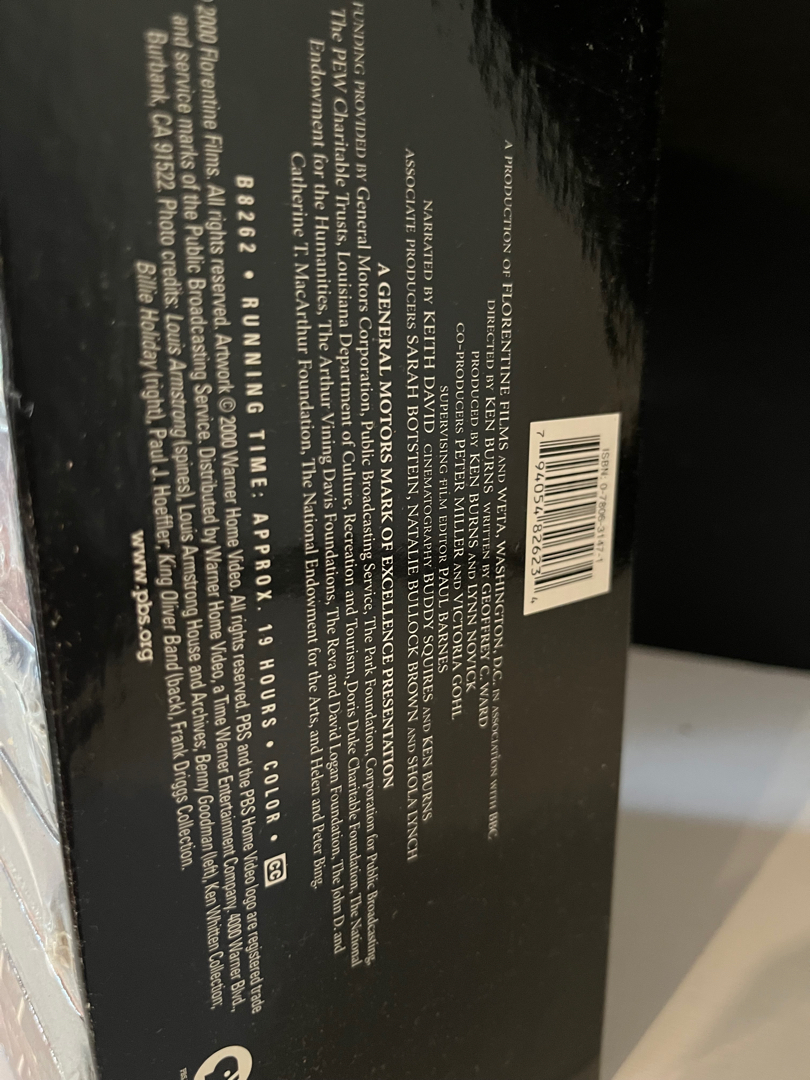 ISBN: 0-7806-3147-1
7 94054 82623 4
A PRODUCTION OF FLORENTINE FILMS AND WETA, WASHINGTON, D.C. IN ASSOCIATION WITH BBC
DIRECTED BY KEN BURNS WRITTEN BY GEOFFREY C. WARD
PRODUCED BY KEN BURNS AND LYNN NOVICK
CO-PRODUCERS PETER MILLER AND VICTORIA GOHL
SUPERVISING FILM EDITOR PAUL BARNES
NARRATED BY KEITH DAVID CINEMATOGRAPHY BUDDY SQUIRES AND KEN BURNS
ASSOCIATE PRODUCERS SARAH BOTSTEIN, NATALIE BULLOCK BROWN AND SHOLA LYNCH
A GENERAL MOTORS MARK OF EXCELLENCE PRESENTATION
FUNDING PROVIDED BY General Motors Corporation, Public Broadcasting Service, The Park Foundation, Corporation for Public Broadcasting,
The PEW Charitable Trusts, Louisiana Department of Culture, Recreation and Tourism, Doris Duke Charitable Foundation, The National
Endowment for the Humanities, The Arthur Vining Davis Foundations, The Reva and David Logan Foundation, The John D. and
Catherine T. MacArthur Foundation, The National Endowment for the Arts, and Helen and Peter Bing.
B8262 • RUNNING TIME: APPROX. 19 HOURS • COLOR • CC
2000 Florentine Films. All rights reserved. Artwork © 2000 Warner Home Video. All rights reserved. PBS and the PBS Home Video logo are registered trade
and service marks of the Public Broadcasting Service. Distributed by Warner Home Video, a Time Warner Entertainment Company, 4000 Warner Blvd.,
Burbank, CA 91522. Photo credits: Louis Armstrong (spines), Louis Armstrong House and Archives; Benny Goodman (left), Ken Whitten Collection;
Billie Holiday (right), Paul J. Hoeffler, King Oliver Band (back), Frank Driggs Collection.
www.pbs.org